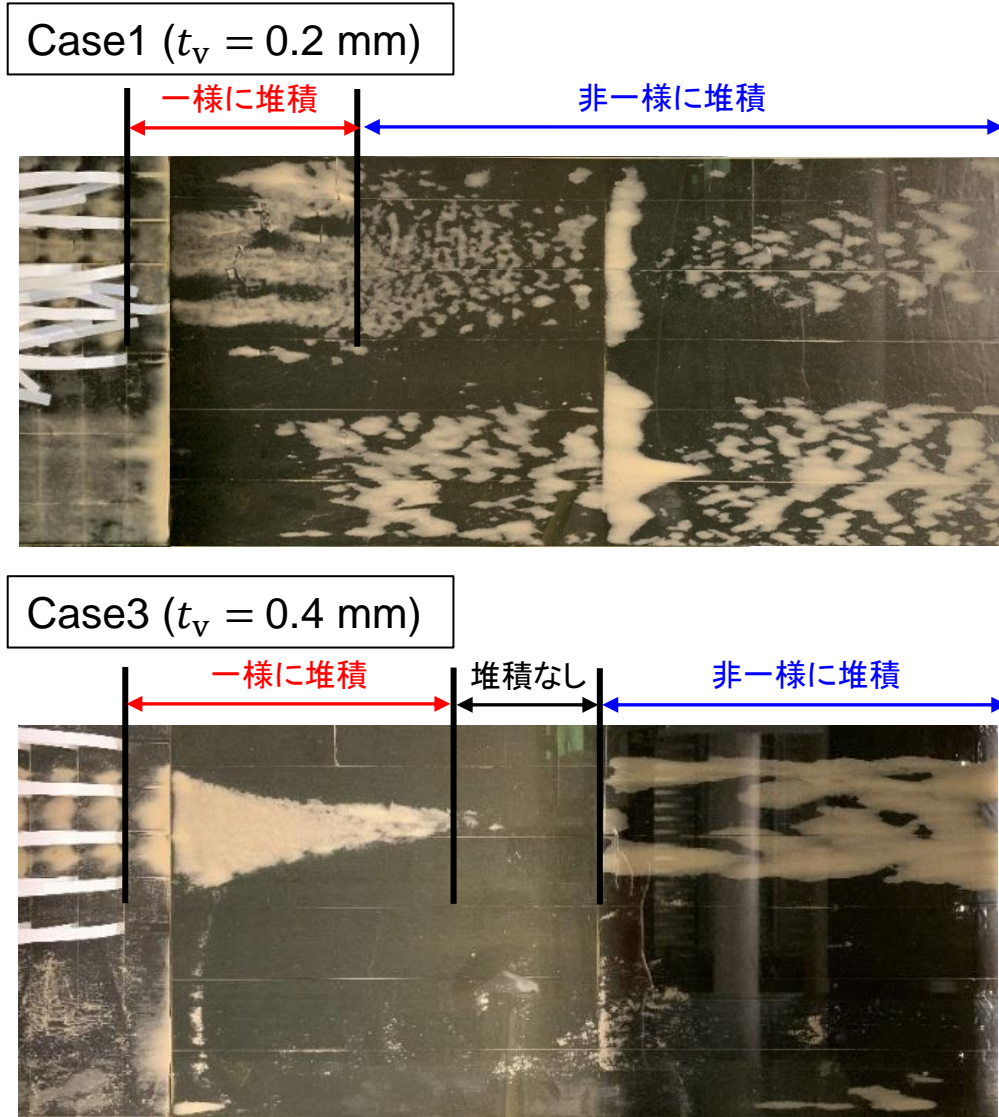 Case1 (tᵥ = 0.2 mm)
一様に堆積 非一様に堆積
Case3 (tᵥ = 0.4 mm)
一様に堆積 堆積なし 非一様に堆積